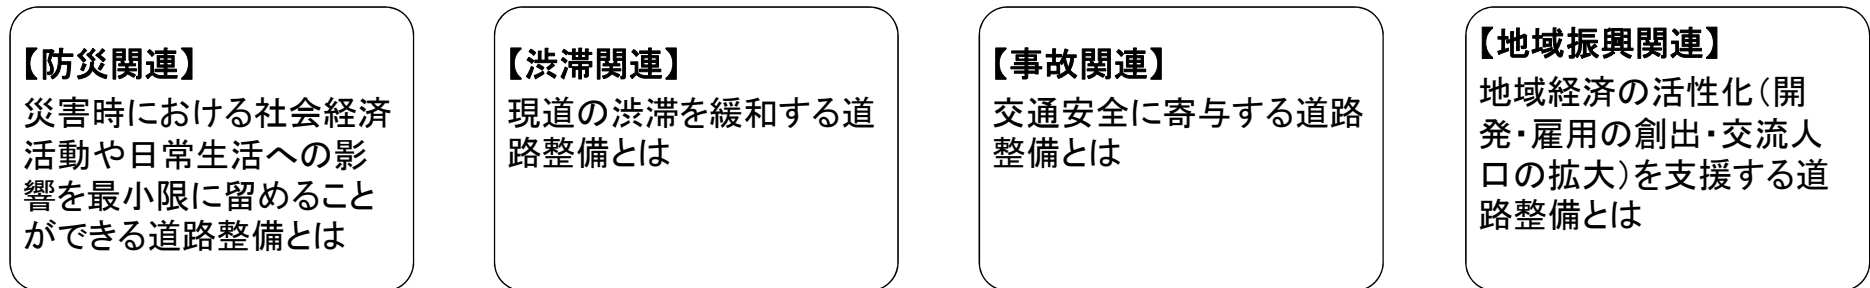 【防災関連】
災害時における社会経済
活動や日常生活への影
響を最小限に留めること
ができる道路整備とは
【渋滞関連】
現道の渋滞を緩和する道
路整備とは
【事故関連】
交通安全に寄与する道路
整備とは
【地域振興関連】
地域経済の活性化（開
発・雇用の創出・交流人
口の拡大）を支援する道
路整備とは